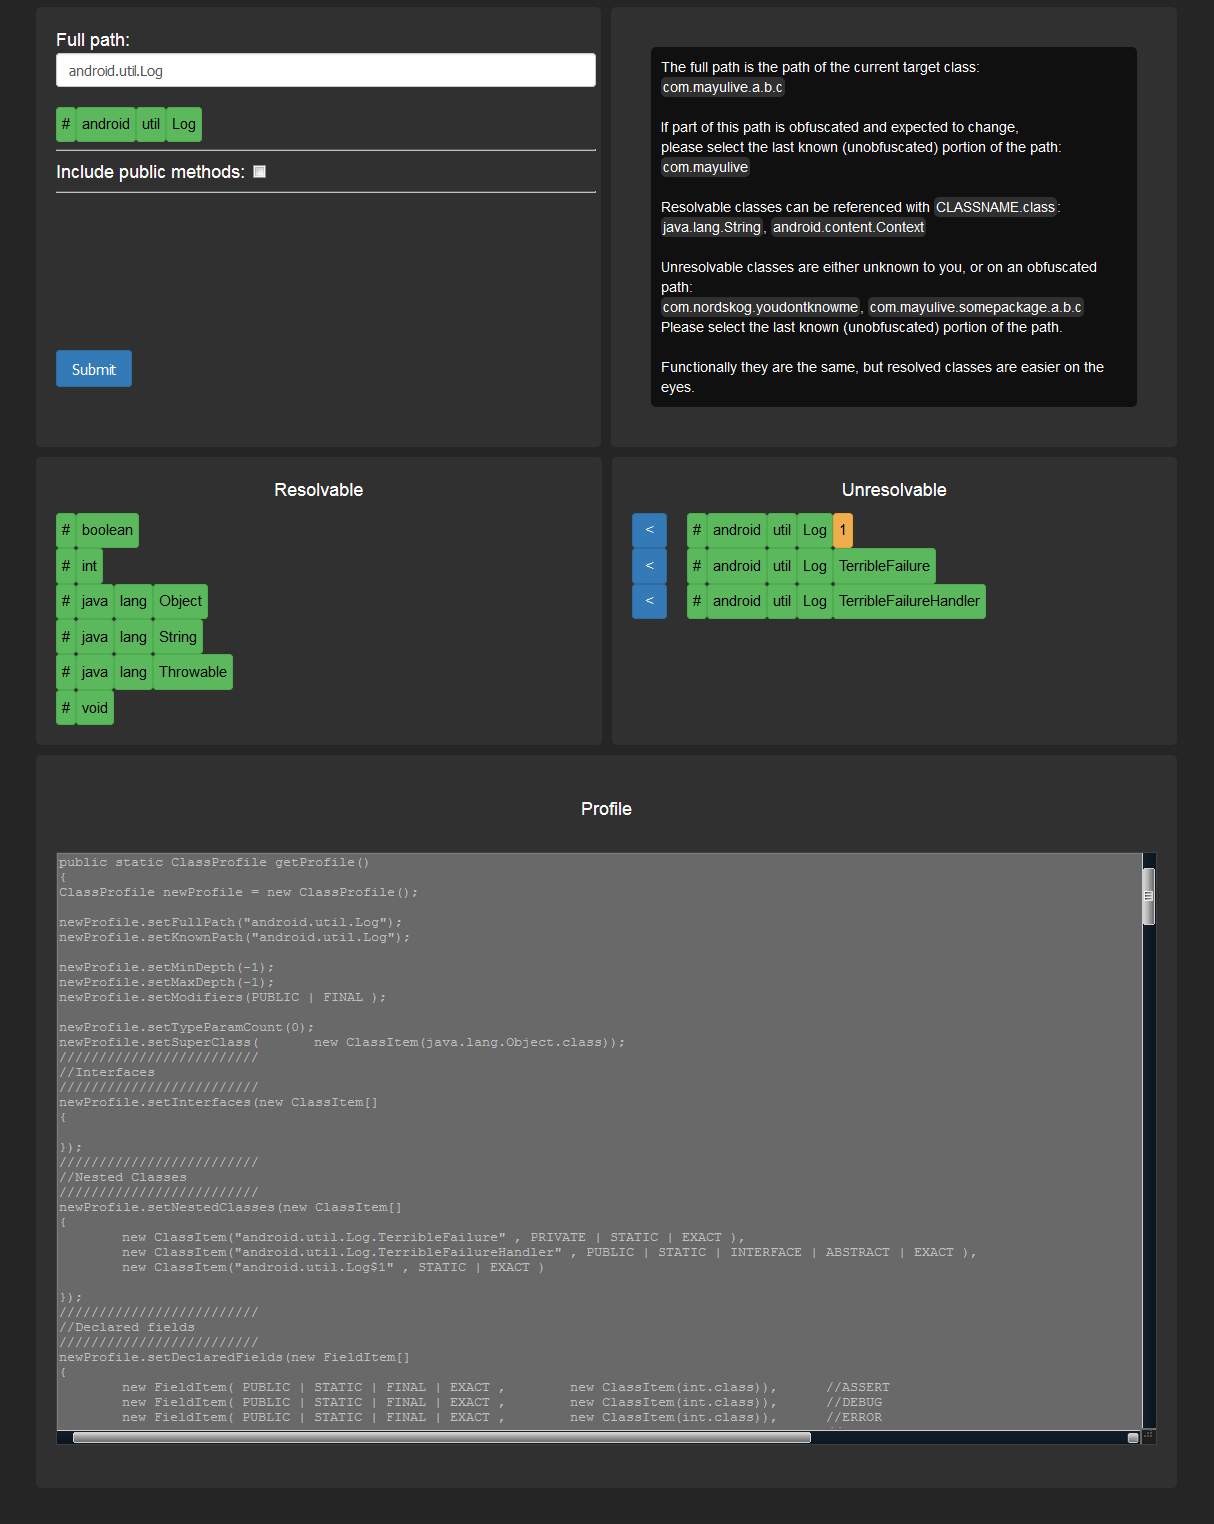 Full path:
android.util.Log
# android util Log
Include public methods:
Submit
The full path is the path of the current target class:
com.mayulive.a.b.c
If part of this path is obfuscated and expected to change,
please select the last known (unobfuscated) portion of the path:
com.mayulive
Resolvable classes can be referenced with CLASSNAME.class:
java.lang.String, android.content.Context
Unresolvable classes are either unknown to you, or on an obfuscated
path:
com.nordskog.youdontknowme, com.mayulive.somepackage.a.b.c
Please select the last known (unobfuscated) portion of the path.
Functionally they are the same, but resolved classes are easier on the
eyes.
Resolvable
# boolean
# int
# java lang Object
# java lang String
# java lang Throwable
# void
Unresolvable
< # android util Log 1
< # android util Log TerribleFailure
< # android util Log TerribleFailureHandler
Profile
public static ClassProfile getProfile()
{
ClassProfile newProfile = new ClassProfile();
newProfile.setFullPath("android.util.Log");
newProfile.setKnownPath("android.util.Log");
newProfile.setMinDepth(-1);
newProfile.setMaxDepth(-1);
newProfile.setModifiers(PUBLIC | FINAL );
newProfile.setTypeParamCount(0);
newProfile.setSuperClass( new ClassItem(java.lang.Object.class));
/////////////////////////
//Interfaces
/////////////////////////
newProfile.setInterfaces(new ClassItem[]
{
});
/////////////////////////
//Nested Classes
/////////////////////////
newProfile.setNestedClasses(new ClassItem[]
{
new ClassItem("android.util.Log.TerribleFailure" , PRIVATE | STATIC | EXACT ),
new ClassItem("android.util.Log.TerribleFailureHandler" , PUBLIC | STATIC | INTERFACE | ABSTRACT | EXACT ),
new ClassItem("android.util.Log$1" , STATIC | EXACT )
});
/////////////////////////
//Declared fields
/////////////////////////
newProfile.setDeclaredFields(new FieldItem[]
{
new FieldItem( PUBLIC | STATIC | FINAL | EXACT , new ClassItem(int.class)), //ASSERT
new FieldItem( PUBLIC | STATIC | FINAL | EXACT , new ClassItem(int.class)), //DEBUG
new FieldItem( PUBLIC | STATIC | FINAL | EXACT , new ClassItem(int.class)), //ERROR